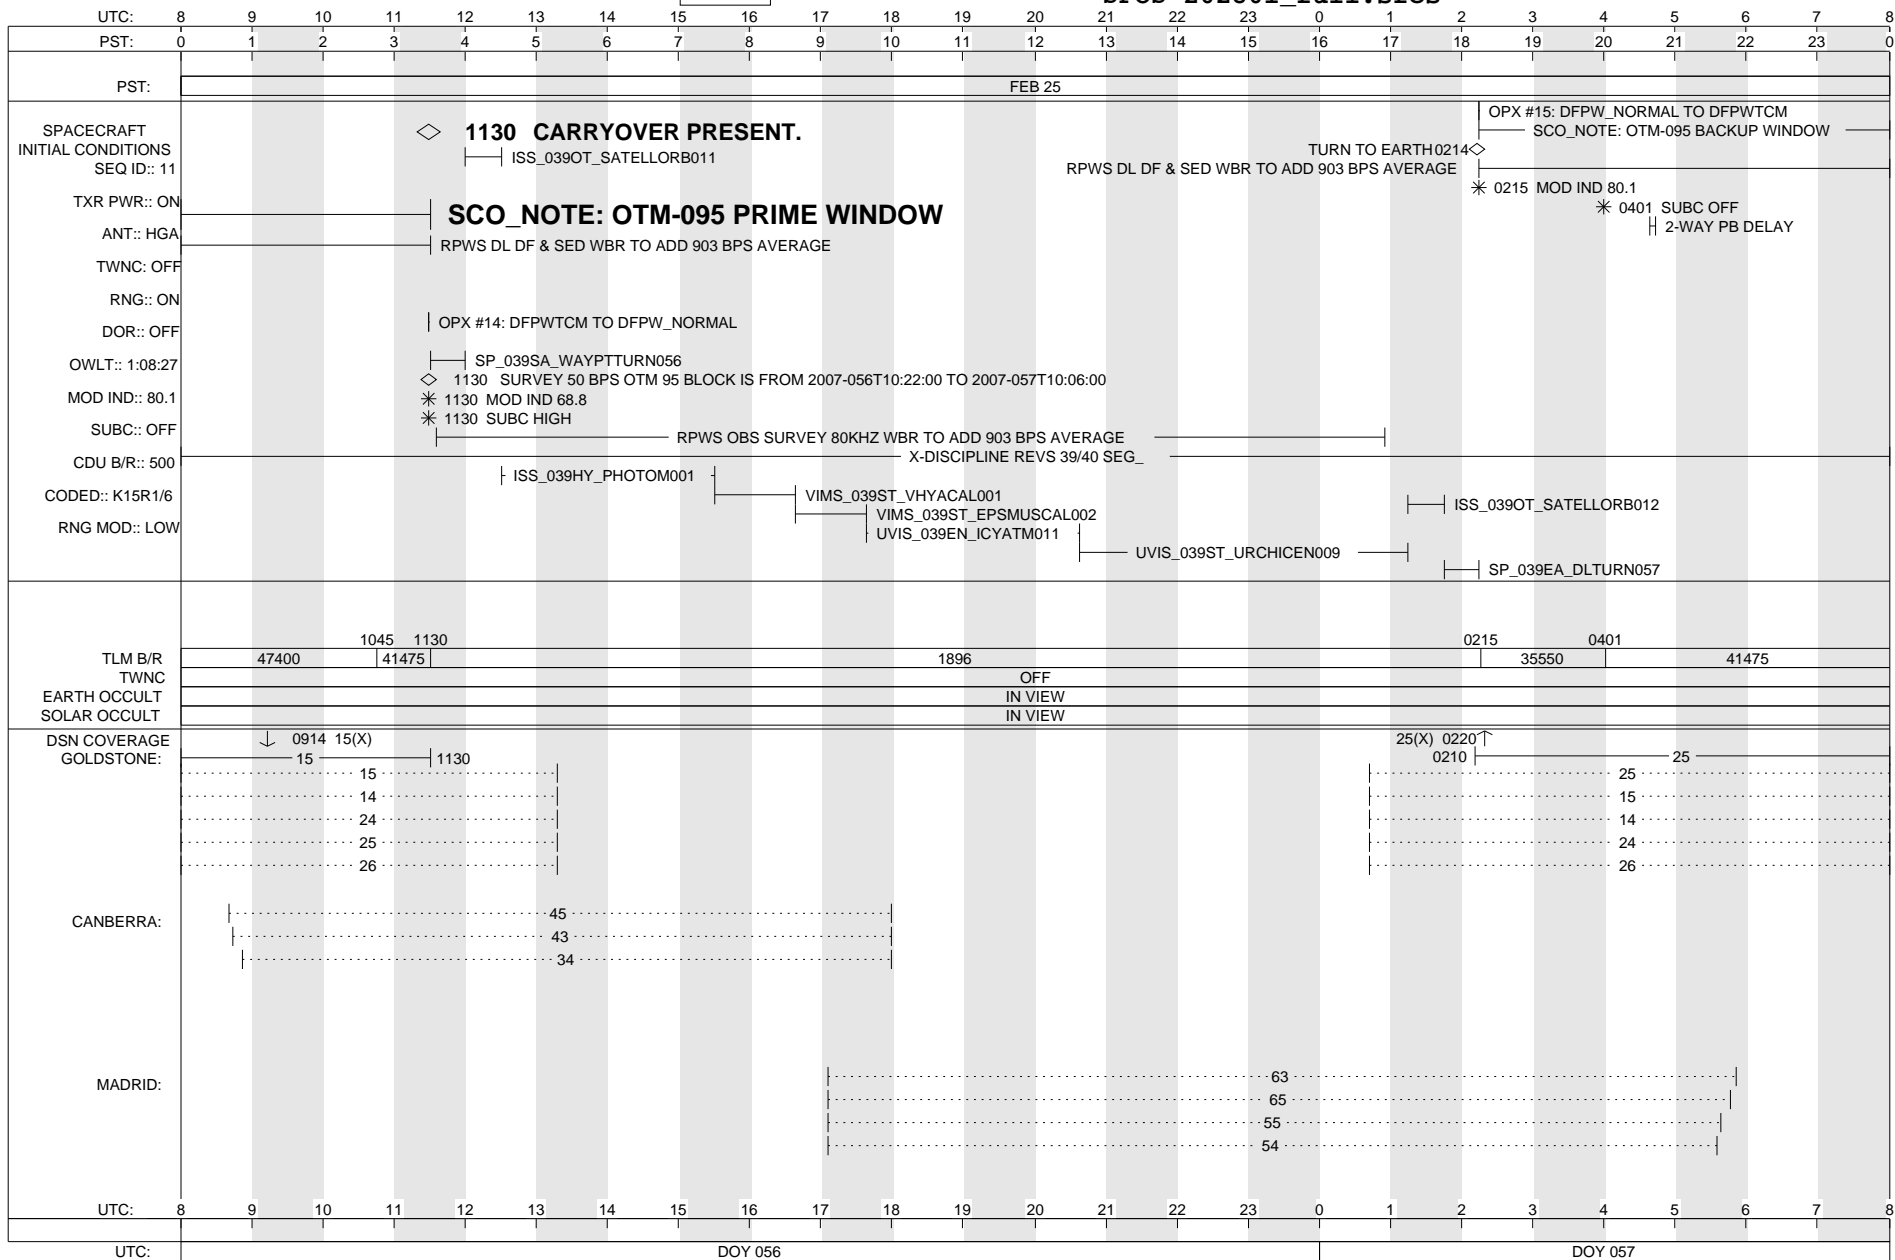 UTC: 8 9 10 11 12 13 14 15 16 17 18 19 20 21 22 23 0 1 2 3 4 5 6 7 8
PST: 0 1 2 3 4 5 6 7 8 9 10 11 12 13 14 15 16 17 18 19 20 21 22 23 0
PST: FEB 25
SPACECRAFT
INITIAL CONDITIONS
SEQ ID:: 11
TXR PWR:: ON
ANT:: HGA
TWNC: OFF
RNG:: ON
DOR:: OFF
OWLT:: 1:08:27
MOD IND:: 80.1
SUBC:: OFF
CDU B/R:: 500
CODED:: K15R1/6
RNG MOD:: LOW
OPX #15: DFPW_NORMAL TO DFPWTCM
1130 CARRYOVER PRESENT.
SCO_NOTE: OTM-095 BACKUP WINDOW
TURN TO EARTH 0214
ISS_039OT_SATELLORB011
RPWS DL DF & SED WBR TO ADD 903 BPS AVERAGE
0215 MOD IND 80.1
0401 SUBC OFF
SCO_NOTE: OTM-095 PRIME WINDOW
2-WAY PB DELAY
RPWS DL DF & SED WBR TO ADD 903 BPS AVERAGE
OPX #14: DFPWTCM TO DFPW_NORMAL
SP_039SA_WAYPTTURN056
1130 SURVEY 50 BPS OTM 95 BLOCK IS FROM 2007-056T10:22:00 TO 2007-057T10:06:00
1130 MOD IND 68.8
1130 SUBC HIGH
RPWS OBS SURVEY 80KHZ WBR TO ADD 903 BPS AVERAGE
X-DISCIPLINE REVS 39/40 SEG_
ISS_039HY_PHOTOM001
VIMS_039ST_VHYACAL001
ISS_039OT_SATELLORB012
VIMS_039ST_EPSMUSCAL002
UVIS_039EN_ICYATM011
UVIS_039ST_URCHICEN009
SP_039EA_DLTURN057
1045 1130 0215 0401
TLM B/R 47400 41475 1896 35550 41475
TWNC OFF
EARTH OCCULT IN VIEW
SOLAR OCCULT IN VIEW
DSN COVERAGE 0914 15(X) 25(X) 0220
GOLDSTONE: 15 1130 0210 25
15 25
14 15
24 14
25 24
26 26
CANBERRA: 45
43
34
MADRID: 63
65
55
54
UTC: 8 9 10 11 12 13 14 15 16 17 18 19 20 21 22 23 0 1 2 3 4 5 6 7 8
UTC: DOY 056 DOY 057